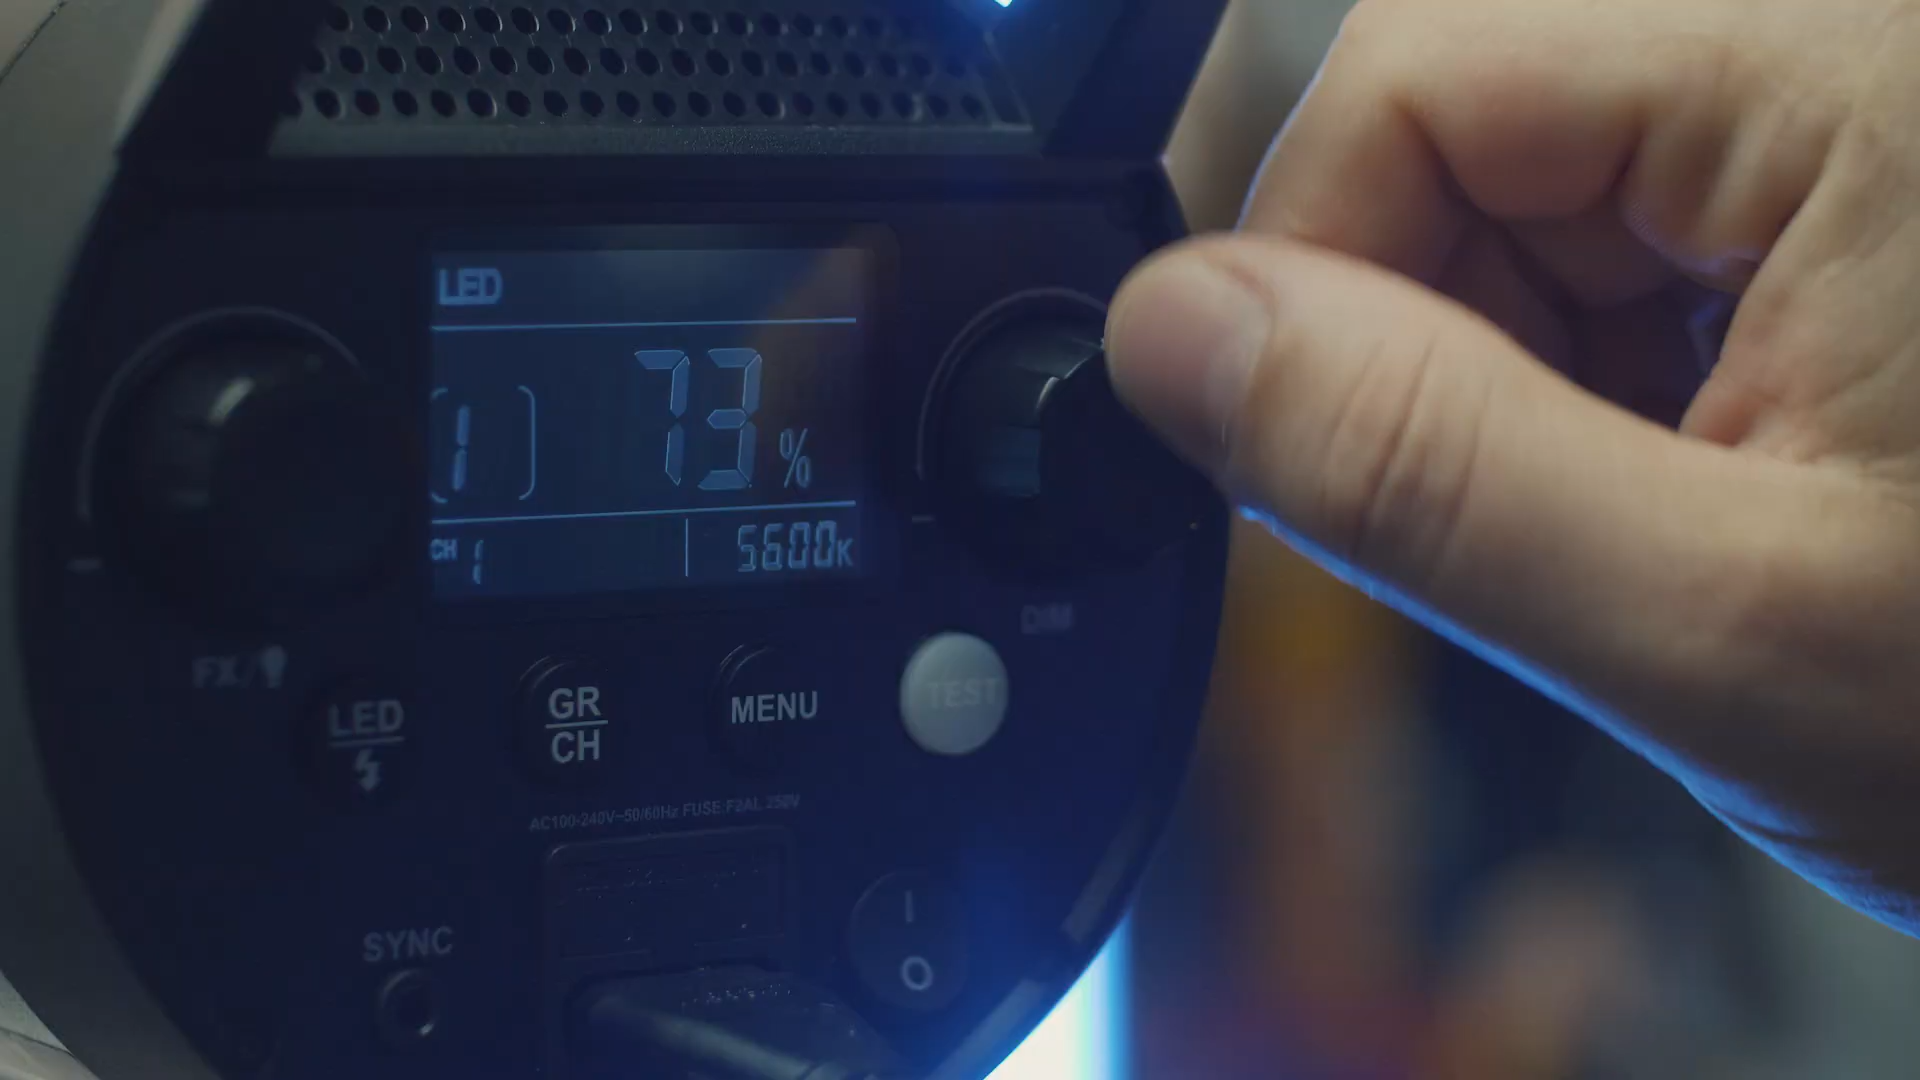 LED
73 %
[1]
CH 1
5600K
DIM
FX/
LED
GR
CH
MENU
TEST
AC100-240V~50/60Hz FUSE:F2AL 250V
SYNC
I
O